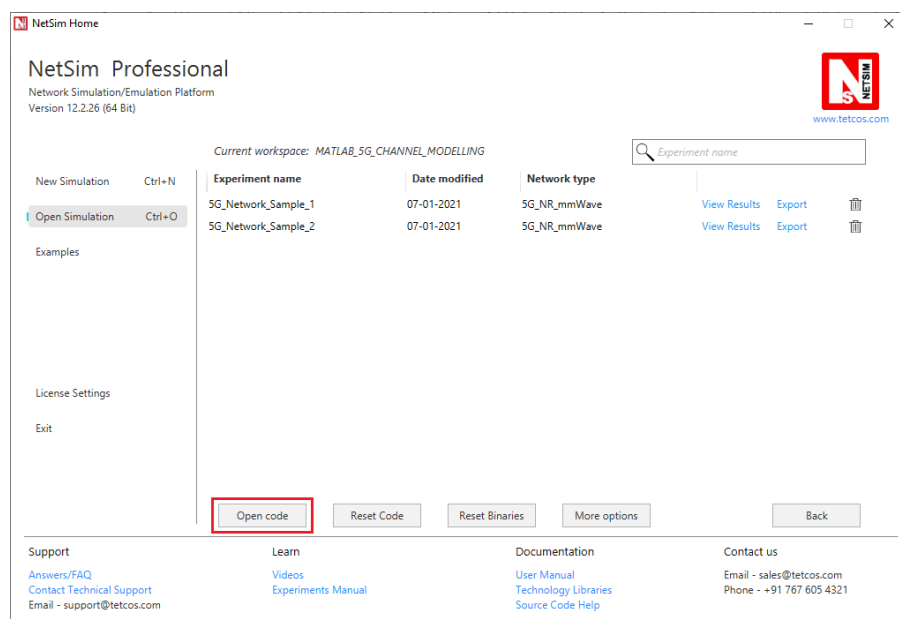 NetSim Home
NetSim Professional
Network Simulation/Emulation Platform
Version 12.2.26 (64 Bit)
N
S
NETSIM
www.tetcos.com
Current workspace: MATLAB_5G_CHANNEL_MODELLING
Experiment name
New Simulation Ctrl+N
Open Simulation Ctrl+O
Examples
License Settings
Exit
Experiment name Date modified Network type
5G_Network_Sample_1 07-01-2021 5G_NR_mmWave View Results Export
5G_Network_Sample_2 07-01-2021 5G_NR_mmWave View Results Export
Open code Reset Code Reset Binaries More options Back
Support
Answers/FAQ
Contact Technical Support
Email - support@tetcos.com
Learn
Videos
Experiments Manual
Documentation
User Manual
Technology Libraries
Source Code Help
Contact us
Email - sales@tetcos.com
Phone - +91 767 605 4321